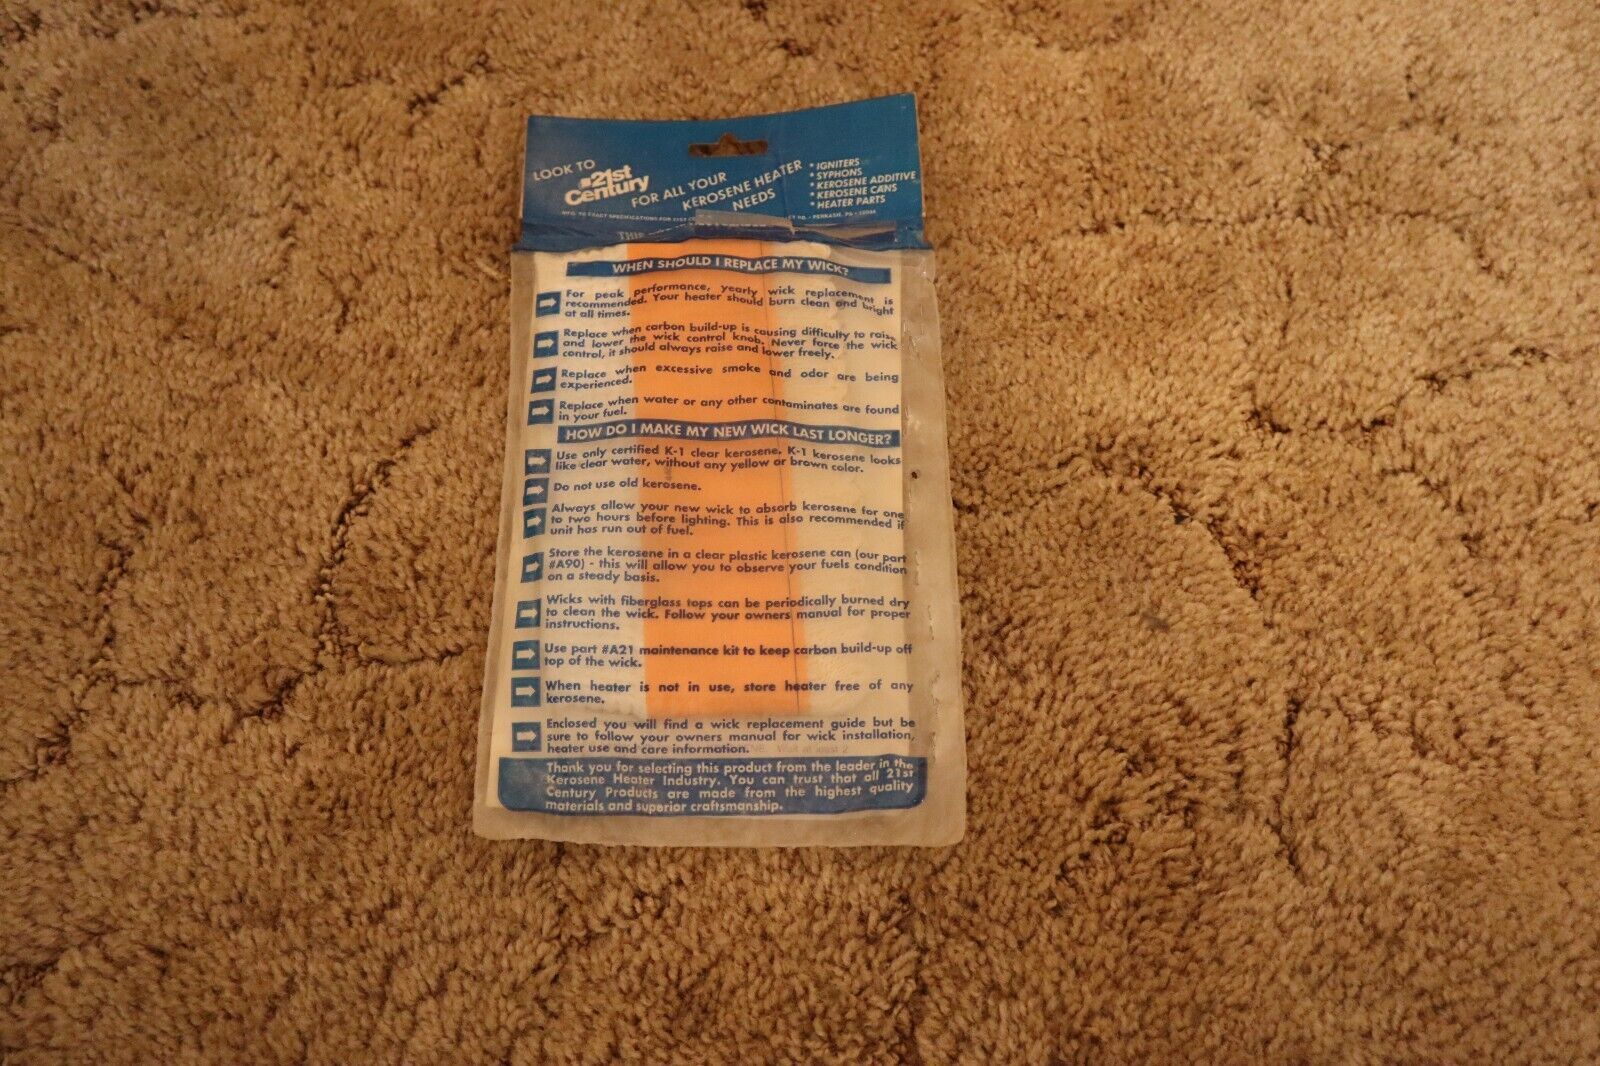 LOOK TO
21st
Century
FOR ALL YOUR
KEROSENE HEATER
NEEDS
* IGNITERS
* SYPHONS
* KEROSENE ADDITIVE
* KEROSENE CANS
* HEATER PARTS
MFG. TO EXACT SPECIFICATIONS FOR 21ST
RD. • PERKASIE, PA •
THIS
WHEN SHOULD I REPLACE MY WICK?
For peak performance, yearly wick replacement is
recommended. Your heater should burn clean and bright
at all times.
Replace when carbon build-up is causing difficulty to raise
and lower the wick control knob. Never force the wick
control, it should always raise and lower freely.
Replace when excessive smoke and odor are being
experienced.
Replace when water or any other contaminates are found
in your fuel.
HOW DO I MAKE MY NEW WICK LAST LONGER?
Use only certified K-1 clear kerosene. K-1 kerosene looks
like clear water, without any yellow or brown color.
Do not use old kerosene.
Always allow your new wick to absorb kerosene for one
to two hours before lighting. This is also recommended if
unit has run out of fuel.
Store the kerosene in a clear plastic kerosene can (our part
#A90) - this will allow you to observe your fuels condition
on a steady basis.
Wicks with fiberglass tops can be periodically burned dry
to clean the wick. Follow your owners manual for proper
instructions.
Use part #A21 maintenance kit to keep carbon build-up off
top of the wick.
When heater is not in use, store heater free of any
kerosene.
Enclosed you will find a wick replacement guide but be
sure to follow your owners manual for wick installation,
heater use and care information.
Thank you for selecting this product from the leader in the
Kerosene Heater Industry. You can trust that all 21st
Century Products are made from the highest quality
materials and superior craftsmanship.